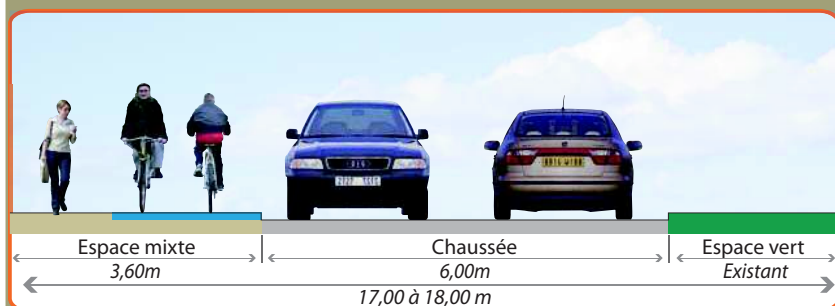 Espace mixte
3,60m
Chaussée
6,00m
Espace vert
Existant
17,00 à 18,00 m